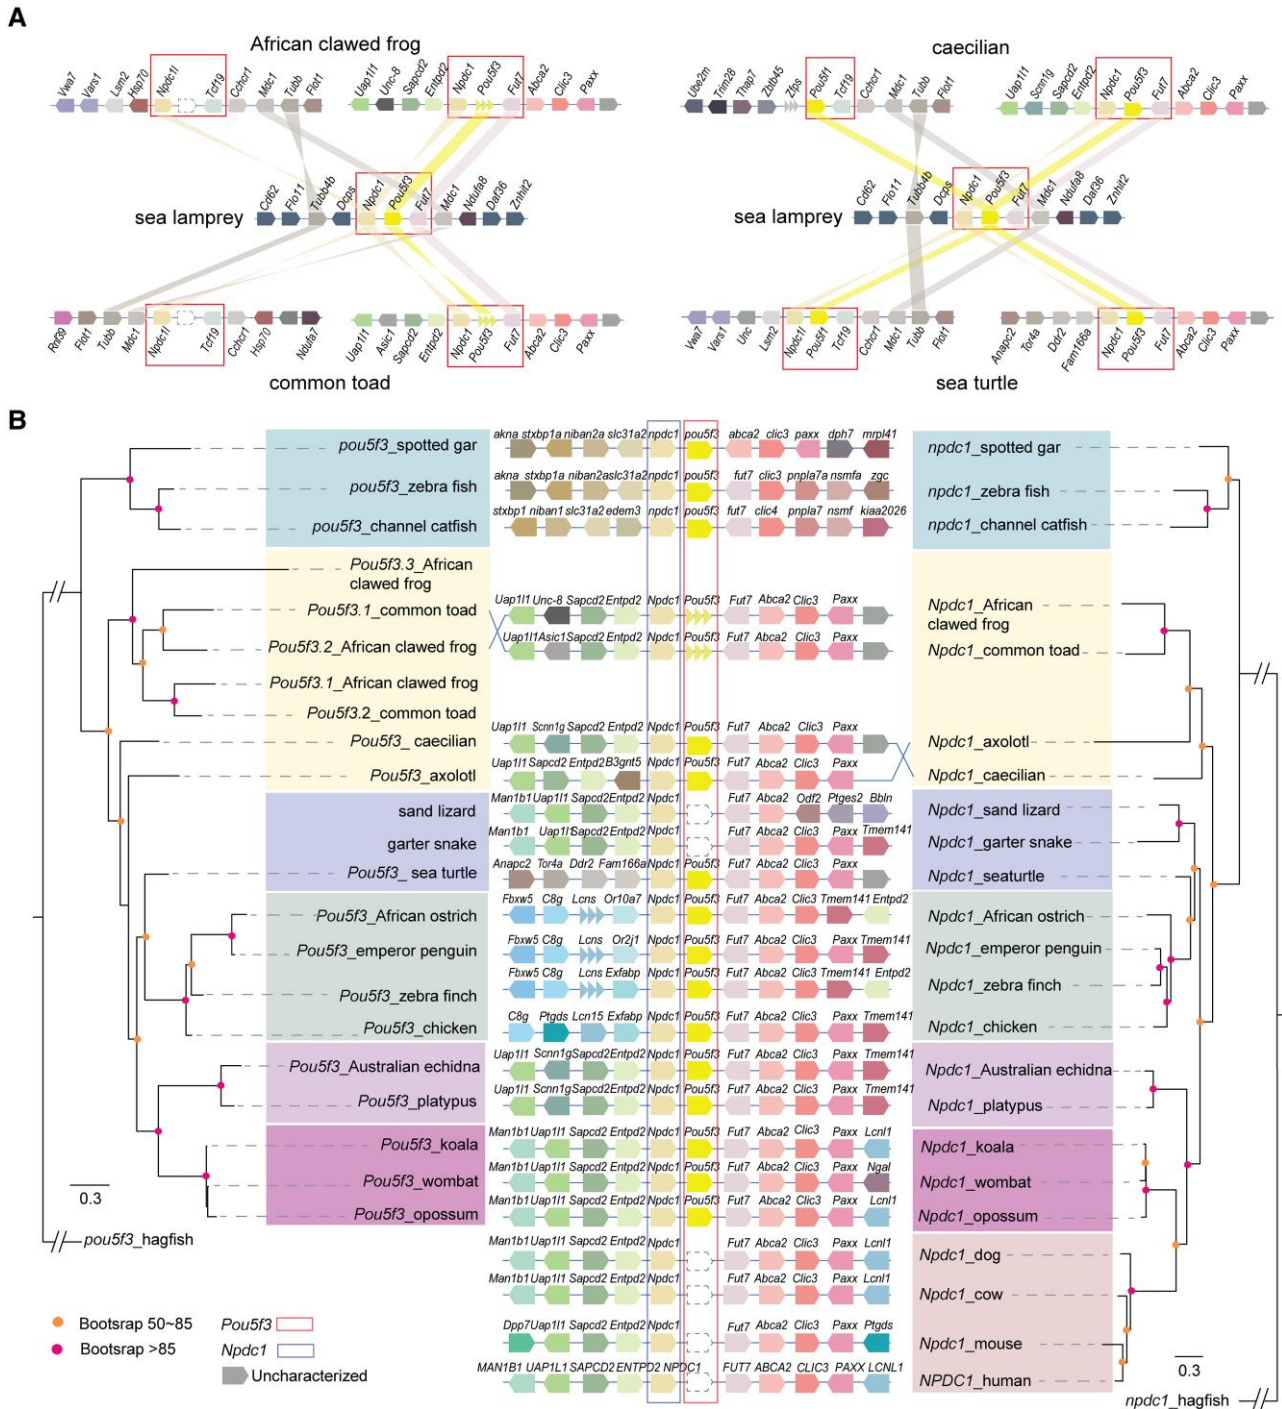 A
African clawed frog
Vwa7 Vars1 Lsm2 Hsp70 Npdc1l Tcf19 Cchcr1 Mdc1 Tubb Flot1
Uap1l1 Unc-8 Sapcd2 Entpd2 Npdc1 Pou5f3 Fut7 Abca2 Clic3 Paxx
caecilian
Ube2m Trim28 Thap7 Zbtb45 Zfps Pou5f1 Tcf19 Cchcr1 Mdc1 Tubb Flot1
Uap1l1 Scnn1g Sapcd2 Entpd2 Npdc1 Pou5f3 Fut7 Abca2 Clic3 Paxx
sea lamprey
Cd62 Flo11 Tubb4b Dcps Npdc1 Pou5f3 Fut7 Mdc1 Ndufa8 Daf36 Znhit2
sea lamprey
Cd62 Flo11 Tubb4b Dcps Npdc1 Pou5f3 Fut7 Mdc1 Ndufa8 Daf36 Znhit2
Rnf39 Flot1 Tubb Mdc1 Npdc1l Tcf19 Cchcr1 Hsp70 Ndufa7
Uap1l1 Asic1 Sapcd2 Entpd2 Npdc1 Pou5f3 Fut7 Abca2 Clic3 Paxx
common toad
Vwa7 Vars1 Unc Lsm2 Npdc1l Pou5f1 Tcf19 Cchcr1 Mdc1 Tubb Flot1
Anapc2 Tor4a Ddr2 Fam166a Npdc1 Pou5f3 Fut7 Abca2 Clic3 Paxx
sea turtle
B
pou5f3_spotted gar
akna stxbp1a niban2a slc31a2 npdc1 pou5f3 abca2 clic3 paxx dph7 mrpl41
npdc1_spotted gar
pou5f3_zebra fish
akna stxbp1a niban2aslc31a2 npdc1 pou5f3 fut7 clic3 pnpla7a nsmfa zgc
npdc1_zebra fish
pou5f3_channel catfish
stxbp1 niban1 slc31a2 edem3 npdc1 pou5f3 fut7 clic4 pnpla7 nsmf kiaa2026
npdc1_channel catfish
Pou5f3.3_African
clawed frog
Pou5f3.1_common toad
Uap1l1 Unc-8 Sapcd2 Entpd2 Npdc1 Pou5f3 Fut7 Abca2 Clic3 Paxx
Npdc1_African
clawed frog
Pou5f3.2_African clawed frog
Uap1l1Asic1 Sapcd2 Entpd2 Npdc1 Pou5f3 Fut7 Abca2 Clic3 Paxx
Npdc1_common toad
Pou5f3.1_African clawed frog
Pou5f3.2_common toad
Pou5f3_ caecilian
Uap1l1 Scnn1g Sapcd2 Entpd2 Npdc1 Pou5f3 Fut7 Abca2 Clic3 Paxx
Npdc1_axolotl
Pou5f3_axolotl
Uap1l1 Sapcd2 Entpd2 B3gnt5 Npdc1 Pou5f3 Fut7 Abca2 Clic3 Paxx
Npdc1_caecilian
sand lizard
Man1b1 Uap1l1 Sapcd2Entpd2 Npdc1 Fut7 Abca2 Odf2 Ptges2 Bbln
Npdc1_sand lizard
garter snake
Man1b1 Uap1l1Sapcd2 Entpd2 Npdc1 Fut7 Abca2 Clic3 Paxx Tmem141
Npdc1_garter snake
Pou5f3_ sea turtle
Anapc2 Tor4a Ddr2 Fam166a Npdc1 Pou5f3 Fut7 Abca2 Clic3 Paxx
Npdc1_seaturtle
Pou5f3_African ostrich
Fbxw5 C8g Lcns Or10a7 Npdc1 Pou5f3 Fut7 Abca2 Clic3 Tmem141 Entpd2
Npdc1_African ostrich
Pou5f3_emperor penguin
Fbxw5 C8g Lcns Or2j1 Npdc1 Pou5f3 Fut7 Abca2 Clic3 Paxx Tmem141
Npdc1_emperor penguin
Pou5f3_zebra finch
Fbxw5 C8g Lcns Exfabp Npdc1 Pou5f3 Fut7 Abca2 Clic3 Tmem141 Entpd2
Npdc1_zebra finch
Pou5f3_chicken
C8g Ptgds Lcn15 Exfabp Npdc1 Pou5f3 Fut7 Abca2 Clic3 Paxx Tmem141
Npdc1_chicken
Pou5f3_Australian echidna
Uap1l1 Scnn1gSapcd2 Entpd2 Npdc1 Pou5f3 Fut7 Abca2 Clic3 Paxx Tmem141
Npdc1_Australian echidna
Pou5f3_platypus
Uap1l1 Scnn1gSapcd2 Entpd2 Npdc1 Pou5f3 Fut7 Abca2 Clic3 Paxx Tmem141
Npdc1_platypus
Pou5f3_koala
Man1b1 Uap1l1 Sapcd2 Entpd2 Npdc1 Pou5f3 Fut7 Abca2 Clic3 Paxx Lcnl1
Npdc1_koala
Pou5f3_wombat
Man1b1 Uap1l1 Sapcd2 Entpd2 Npdc1 Pou5f3 Fut7 Abca2 Clic3 Paxx Ngal
Npdc1_wombat
Pou5f3_opossum
Man1b1 Uap1l1 Sapcd2 Entpd2 Npdc1 Pou5f3 Fut7 Abca2 Clic3 Paxx Lcnl1
Npdc1_opossum
0.3
pou5f3_hagfish
Man1b1 Uap1l1 Sapcd2 Entpd2 Npdc1 Fut7 Abca2 Clic3 Paxx Lcnl1
Npdc1_dog
Man1b1 Uap1l1 Sapcd2 Entpd2 Npdc1 Fut7 Abca2 Clic3 Paxx Lcnl1
Npdc1_cow
Dpp7Uap1l1 Sapcd2 Entpd2 Npdc1 Fut7 Abca2 Clic3 Paxx Ptgds
Npdc1_mouse
MAN1B1 UAP1L1 SAPCD2 ENTPD2 NPDC1 FUT7 ABCA2 CLIC3 PAXX LCNL1
NPDC1_human
0.3
npdc1_hagfish
Bootsrap 50~85
Bootsrap >85
Pou5f3
Npdc1
Uncharacterized